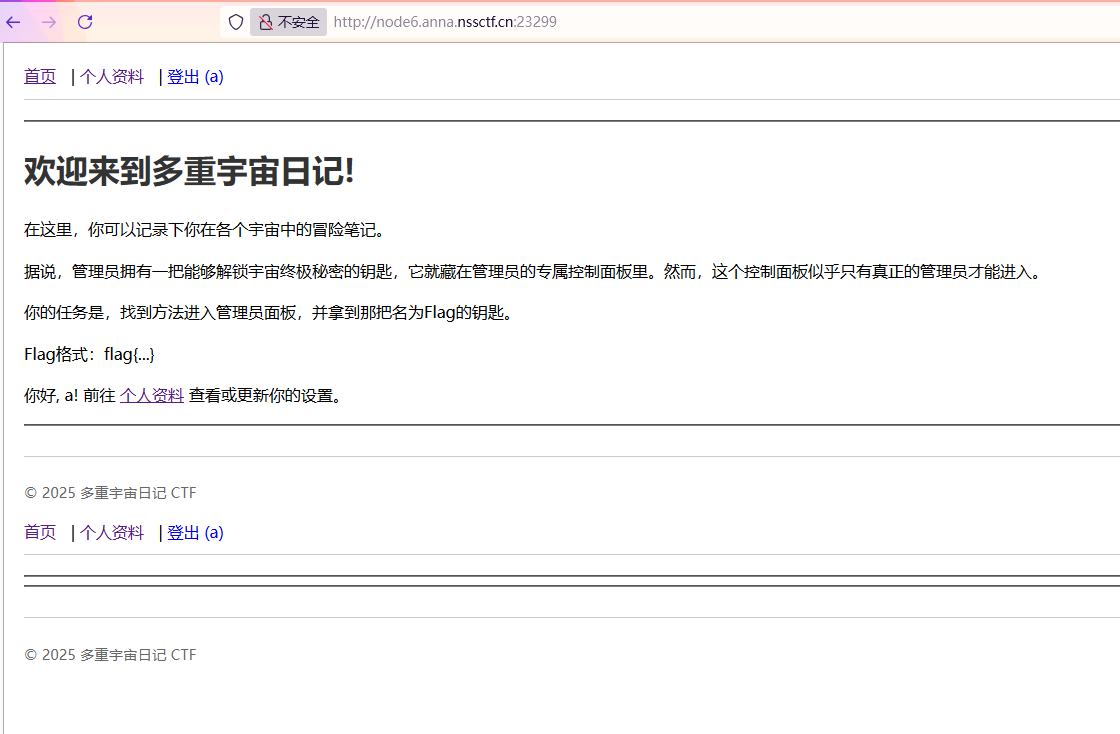 不安全 http://node6.anna.nssctf.cn:23299
首页 | 个人资料 | 登出 (a)
欢迎来到多重宇宙日记!
在这里，你可以记录下你在各个宇宙中的冒险笔记。
据说，管理员拥有一把能够解锁宇宙终极秘密的钥匙，它就藏在管理员的专属控制面板里。然而，这个控制面板似乎只有真正的管理员才能进入。
你的任务是，找到方法进入管理员面板，并拿到那把名为Flag的钥匙。
Flag格式：flag{...}
你好, a! 前往 个人资料 查看或更新你的设置。
© 2025 多重宇宙日记 CTF
首页 | 个人资料 | 登出 (a)
© 2025 多重宇宙日记 CTF